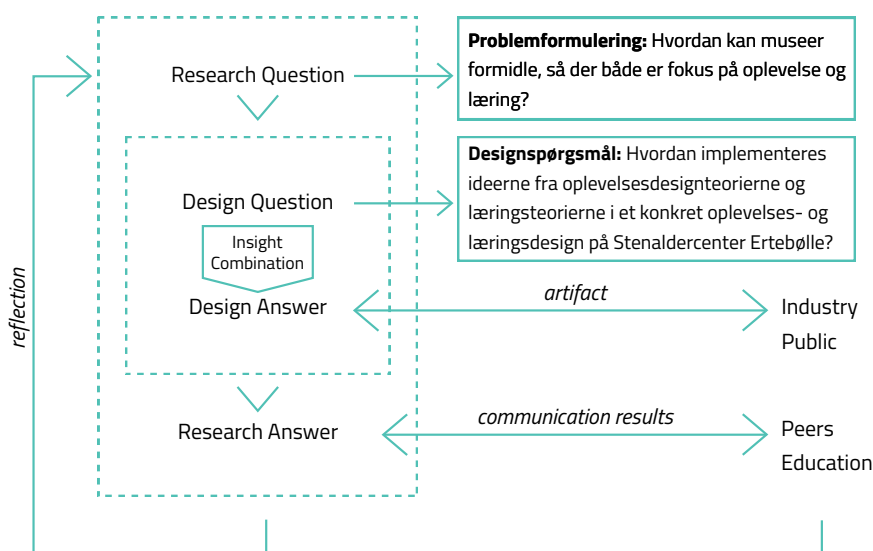 Research Question
Problemformulering: Hvordan kan museer
formidle, så der både er fokus på oplevelse og
læring?
Design Question
Designspørgsmål: Hvordan implementeres
ideerne fra oplevelsesdesignteorierne og
læringsteorierne i et konkret oplevelses- og
læringsdesign på Stenaldercenter Ertebølle?
Insight
Combination
reflection
Design Answer
artifact
Industry
Public
Research Answer
communication results
Peers
Education